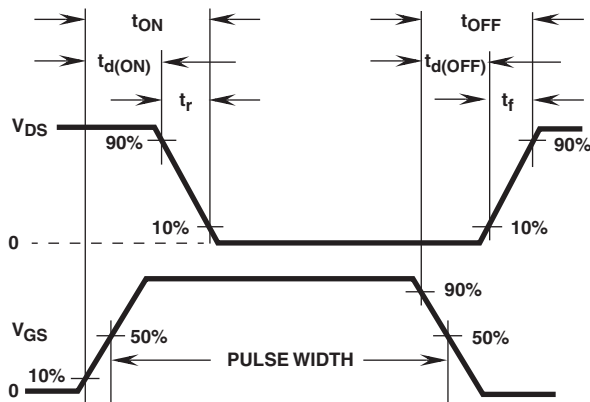 tON tOFF
td(ON) td(OFF)
tr tf
VDS
90% 90%
10% 10%
0
90%
VGS 50% 50%
PULSE WIDTH
10%
0